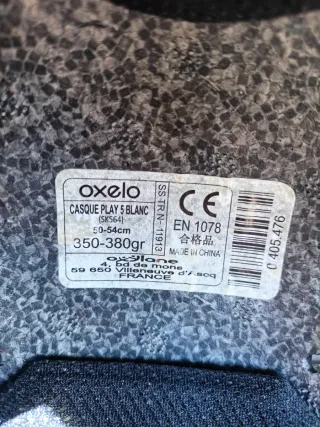 oxelo
CASQUE PLAY 5 BLANC
(SK564)
50-54cm
350-380gr
SS-TR.N-11913
CE
EN 1078
合格品
MADE IN CHINA
oxylane
4, bd de mons
59 650 Villeneuve d'Ascq
FRANCE
0 405.476